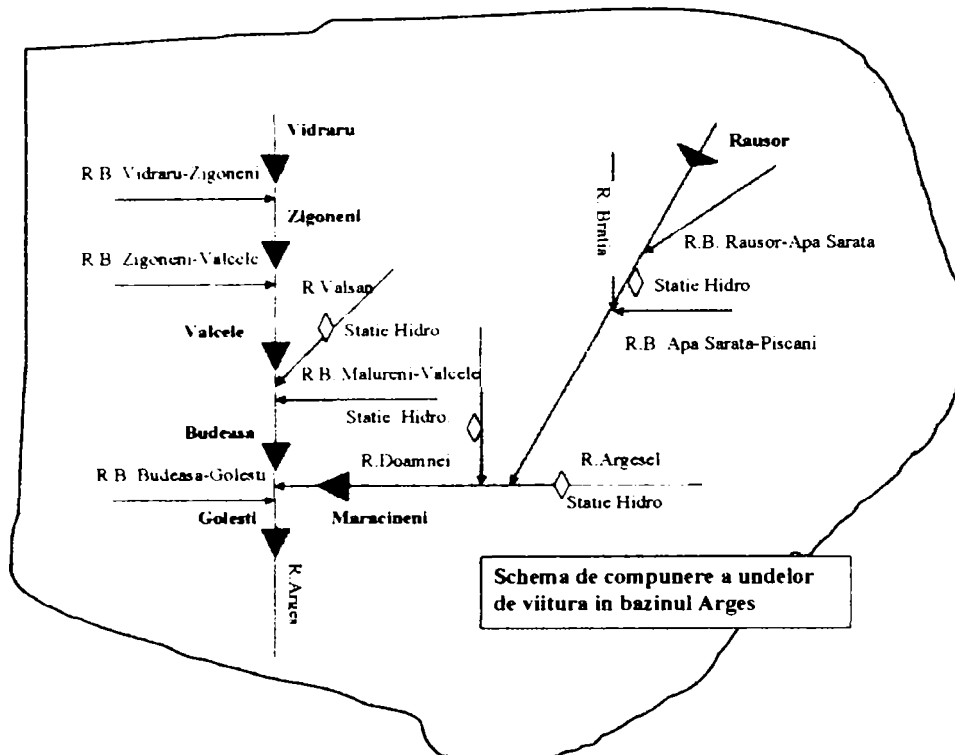 Vidraru
R.B. Vidraru-Zigoneni
Zigoneni
R.B. Zigoneni-Valcele
R.Valsan
Statie Hidro
Valcele
R.B. Malureni-Valcele
Statie Hidro.
Budeasa
R.B. Budeasa-Golesti
R.Doamnei
Golesti
Maracineni
R.Arges
R. Bratia
Rausor
R.B. Rausor-Apa Sarata
Statie Hidro
R.B. Apa Sarata-Piscani
R.Argesel
Statie Hidro
Schema de compunere a undelor
de viitura in bazinul Arges